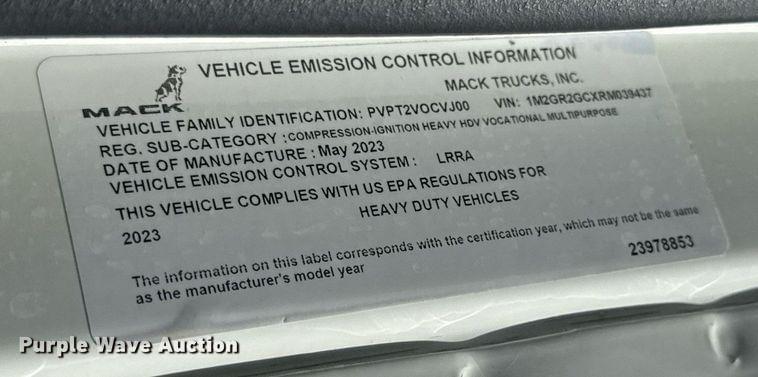 VEHICLE EMISSION CONTROL INFORMATION
MACK
MACK TRUCKS, INC.
VEHICLE FAMILY IDENTIFICATION: PVPT2VOCVJ00 VIN: 1M2GR2GCXRM039437
REG. SUB-CATEGORY : COMPRESSION-IGNITION HEAVY HDV VOCATIONAL MULTIPURPOSE
DATE OF MANUFACTURE : May 2023
VEHICLE EMISSION CONTROL SYSTEM : LRRA
THIS VEHICLE COMPLIES WITH US EPA REGULATIONS FOR
2023 HEAVY DUTY VEHICLES
The information on this label corresponds with the certification year, which may not be the same
as the manufacturer's model year
23978853
Purple Wave Auction